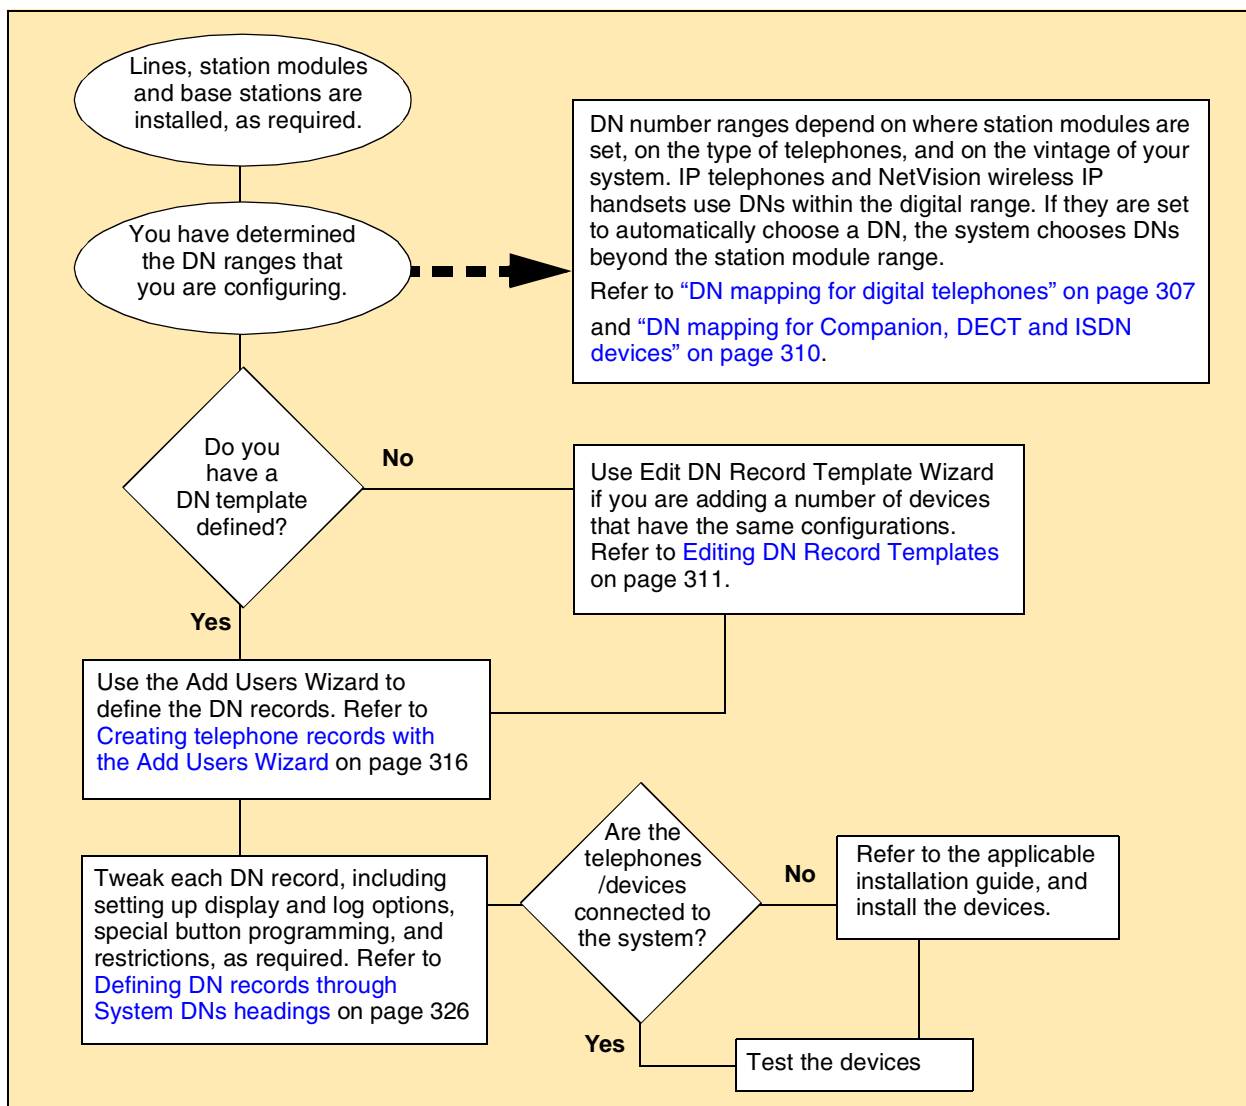 Lines, station modules
and base stations are
installed, as required.
DN number ranges depend on where station modules are
set, on the type of telephones, and on the vintage of your
system. IP telephones and NetVision wireless IP
handsets use DNs within the digital range. If they are set
to automatically choose a DN, the system chooses DNs
beyond the station module range.
Refer to “DN mapping for digital telephones” on page 307
and “DN mapping for Companion, DECT and ISDN
devices” on page 310.
You have determined
the DN ranges that
you are configuring.
Do you
have a
DN template
defined?
No
Use Edit DN Record Template Wizard
if you are adding a number of devices
that have the same configurations.
Refer to Editing DN Record Templates
on page 311.
Yes
Use the Add Users Wizard to
define the DN records. Refer to
Creating telephone records with
the Add Users Wizard on page 316
Tweak each DN record, including
setting up display and log options,
special button programming, and
restrictions, as required. Refer to
Defining DN records through
System DNs headings on page 326
Are the
telephones
/devices
connected to
the system?
No
Refer to the applicable
installation guide, and
install the devices.
Yes
Test the devices